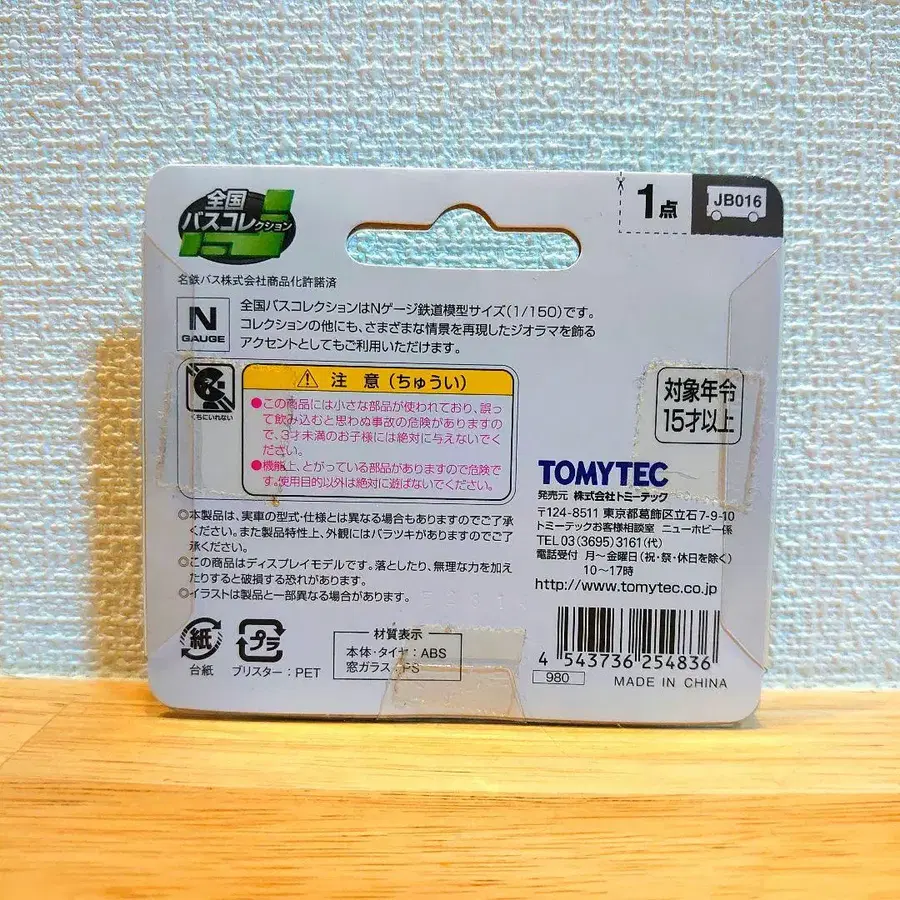 全国
バスコレクション
1点
JB016
名鉄バス株式会社商品化許諾済
N
GAUGE
全国バスコレクションはNゲージ鉄道模型サイズ(1/150)です。
コレクションの他にも、さまざまな情景を再現したジオラマを飾る
アクセントとしてもご利用いただけます。
くちにいれない
注 意(ちゅうい)
●この商品には小さな部品が使われており、誤っ
て飲み込むと思わぬ事故の危険がありますの
で、3才未満のお子様には絶対に与えないでくだ
さい。
●機能上、とがっている部品がありますので危険で
す。使用目的以外は絶対に遊ばないでください。
対象年令
15才以上
◎本製品は、実車の型式・仕様とは異なる場合もありますのでご了承
ください。また製品特性上、外観にはバラツキがありますのでご了
承ください。
◎この商品はディスプレイモデルです。落としたり、無理な力を加え
たりすると破損する恐れがあります。
◎イラストは製品と一部異なる場合があります。
TOMYTEC
発売元 株式会社トミーテック
〒124-8511 東京都葛飾区立石7-9-10
トミーテックお客様相談室 ニューホビー係
TEL 03(3695)3161(代)
電話受付 月~金曜日(祝・祭・休日を除く)
10~17時
http://www.tomytec.co.jp
紙
台紙
プラ
ブリスター:PET
材質表示
本体・タイヤ:ABS
窓ガラス:PS
4 543736 254836
980
MADE IN CHINA